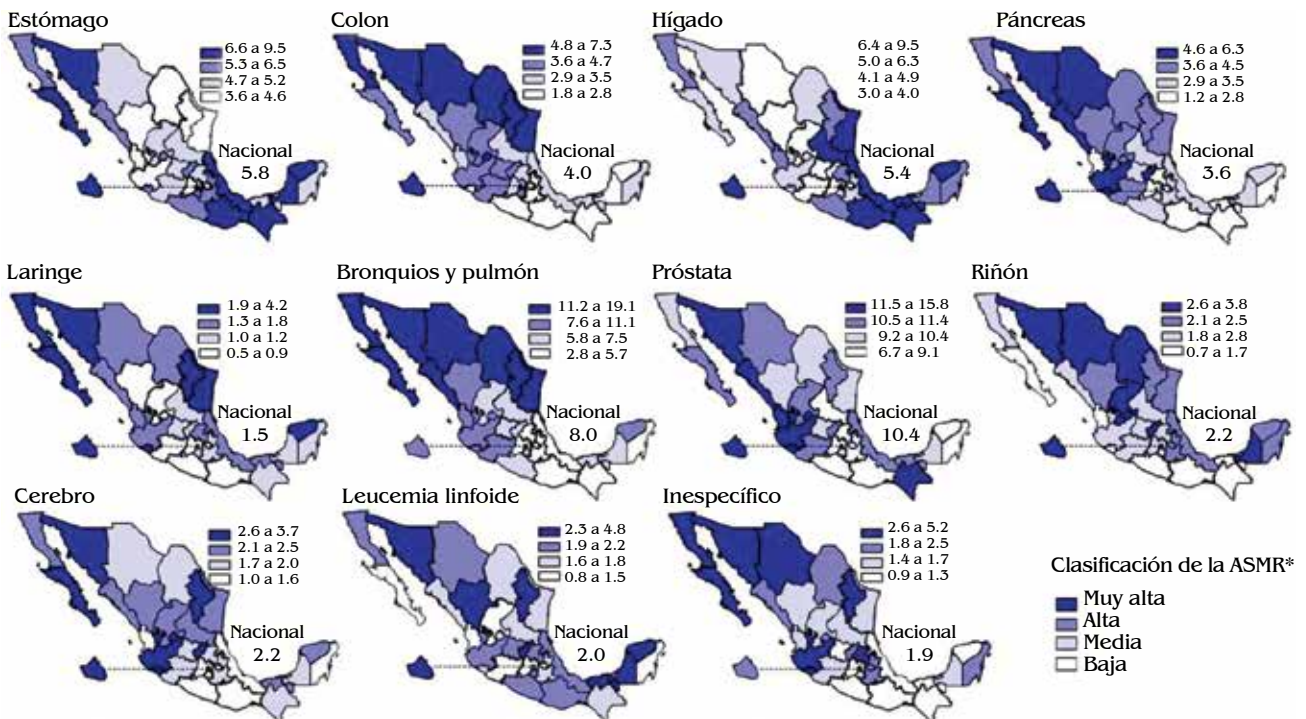 Estómago
6.6 a 9.5
5.3 a 6.5
4.7 a 5.2
3.6 a 4.6
Nacional
5.8
Colon
4.8 a 7.3
3.6 a 4.7
2.9 a 3.5
1.8 a 2.8
Nacional
4.0
Hígado
6.4 a 9.5
5.0 a 6.3
4.1 a 4.9
3.0 a 4.0
Nacional
5.4
Páncreas
4.6 a 6.3
3.6 a 4.5
2.9 a 3.5
1.2 a 2.8
Nacional
3.6
Laringe
1.9 a 4.2
1.3 a 1.8
1.0 a 1.2
0.5 a 0.9
Nacional
1.5
Bronquios y pulmón
11.2 a 19.1
7.6 a 11.1
5.8 a 7.5
2.8 a 5.7
Nacional
8.0
Próstata
11.5 a 15.8
10.5 a 11.4
9.2 a 10.4
6.7 a 9.1
Nacional
10.4
Riñón
2.6 a 3.8
2.1 a 2.5
1.8 a 2.8
0.7 a 1.7
Nacional
2.2
Cerebro
2.6 a 3.7
2.1 a 2.5
1.7 a 2.0
1.0 a 1.6
Nacional
2.2
Leucemia linfoide
2.3 a 4.8
1.9 a 2.2
1.6 a 1.8
0.8 a 1.5
Nacional
2.0
Inespecífico
2.6 a 5.2
1.8 a 2.5
1.4 a 1.7
0.9 a 1.3
Nacional
1.9
Clasificación de la ASMR*
Muy alta
Alta
Media
Baja